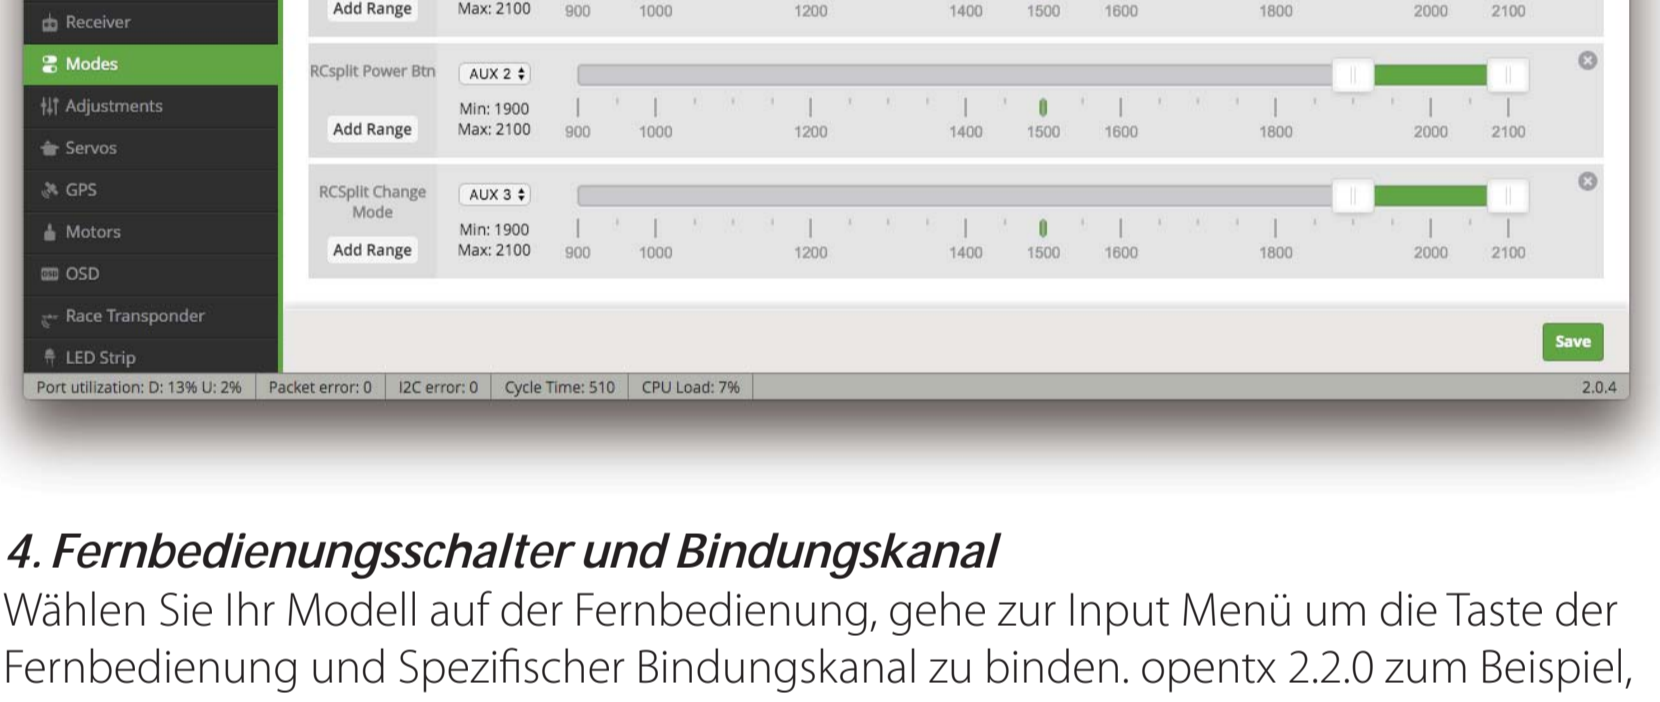 Receiver
Add Range
Max: 2100
900 1000 1200 1400 1500 1600 1800 2000 2100
Modes
RCsplit Power Btn
AUX 2
Min: 1900
Add Range
Max: 2100
900 1000 1200 1400 1500 1600 1800 2000 2100
Adjustments
Servos
GPS
RCSplit Change
Mode
AUX 3
Min: 1900
Add Range
Max: 2100
900 1000 1200 1400 1500 1600 1800 2000 2100
Motors
OSD
Race Transponder
LED Strip
Save
Port utilization: D: 13% U: 2% Packet error: 0 I2C error: 0 Cycle Time: 510 CPU Load: 7% 2.0.4
4. Fernbedienungsschalter und Bindungskanal
Wählen Sie Ihr Modell auf der Fernbedienung, gehe zur Input Menü um die Taste der
Fernbedienung und Spezifischer Bindungskanal zu binden. opentx 2.2.0 zum Beispiel,